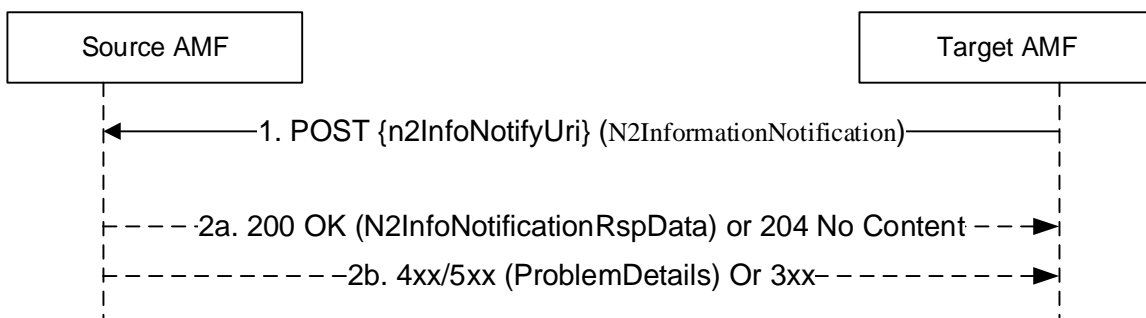 Source AMF
Target AMF
1. POST {n2InfoNotifyUri} (N2InformationNotification)
2a. 200 OK (N2InfoNotificationRspData) or 204 No Content
2b. 4xx/5xx (ProblemDetails) Or 3xx